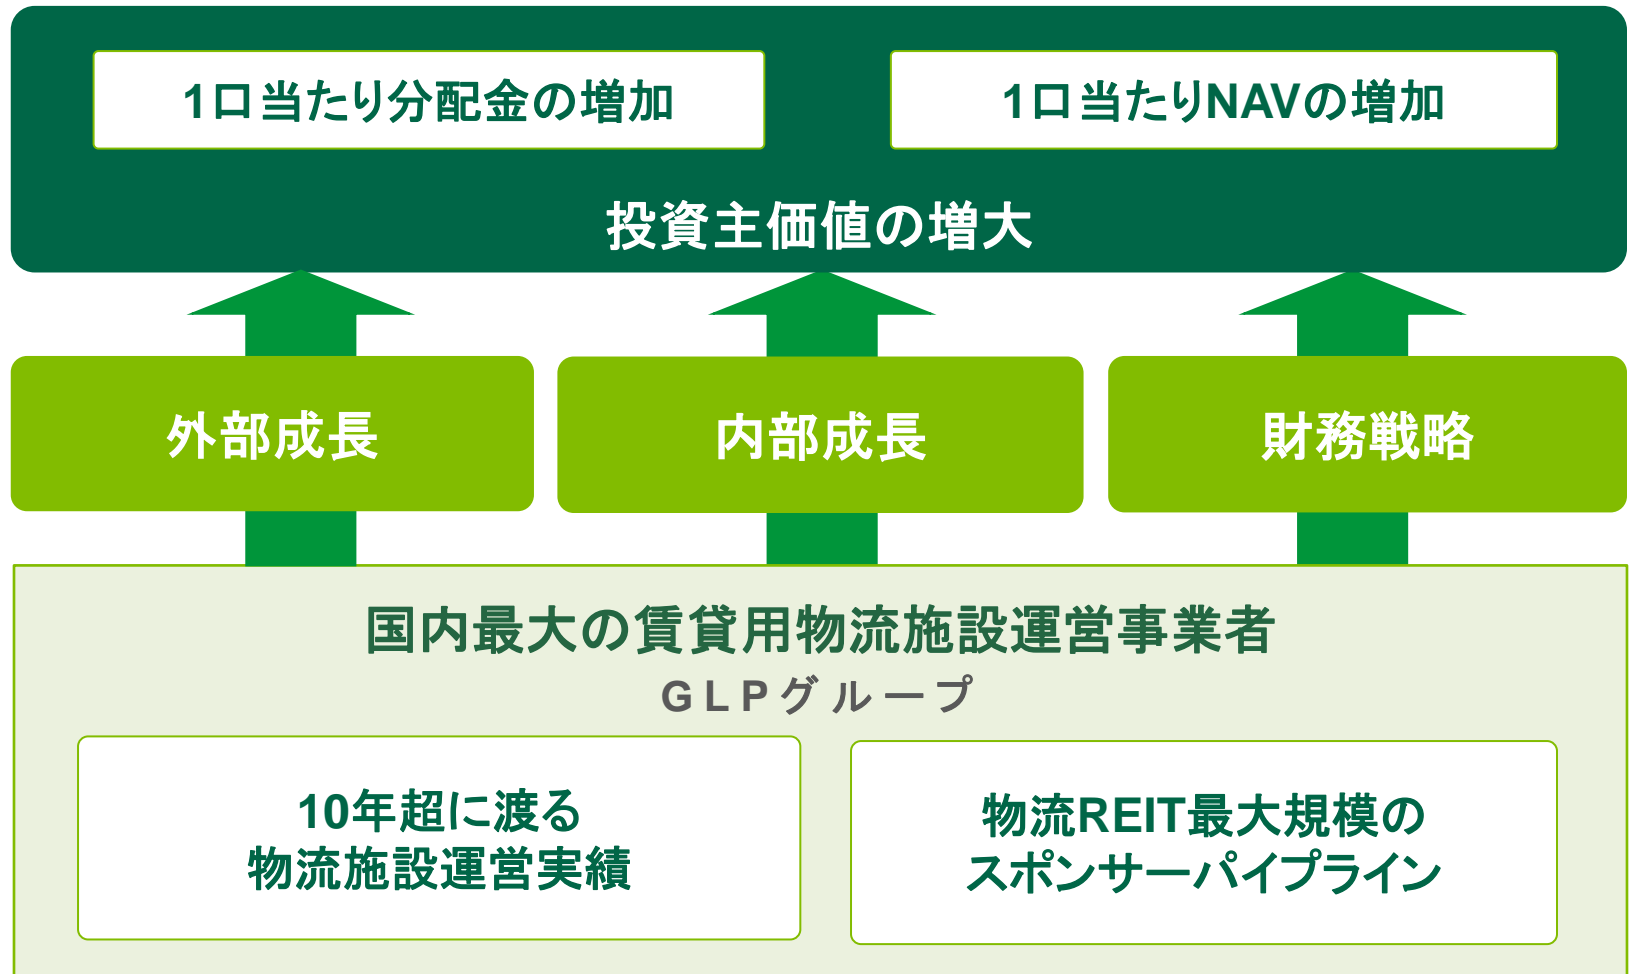 1口当たり分配金の増加
1口当たりNAVの増加
投資主価値の増大
外部成長
内部成長
財務戦略
国内最大の賃貸用物流施設運営事業者
GLPグループ
10年超に渡る
物流施設運営実績
物流REIT最大規模の
スポンサーパイプライン